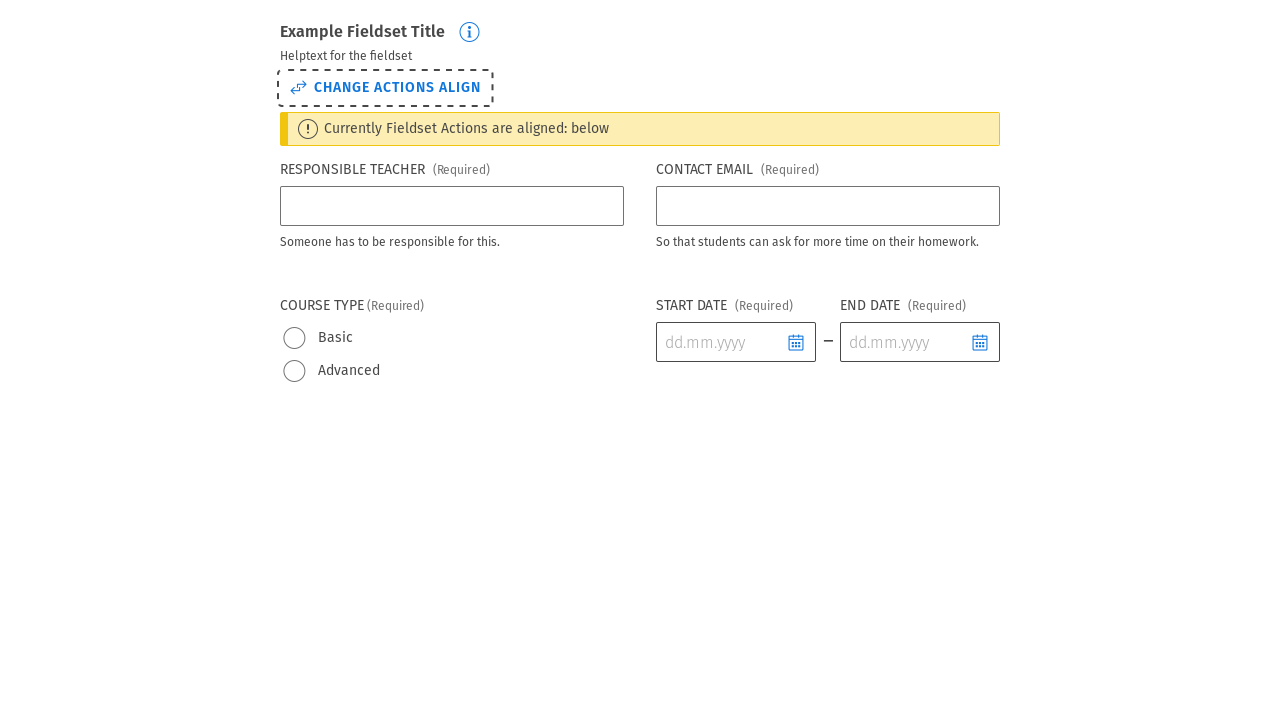 Example Fieldset Title
Helptext for the fieldset
CHANGE ACTIONS ALIGN
Currently Fieldset Actions are aligned: below
RESPONSIBLE TEACHER (Required)
CONTACT EMAIL (Required)
Someone has to be responsible for this.
So that students can ask for more time on their homework.
COURSE TYPE (Required)
START DATE (Required)
END DATE (Required)
Basic
dd.mm.yyyy – dd.mm.yyyy
Advanced